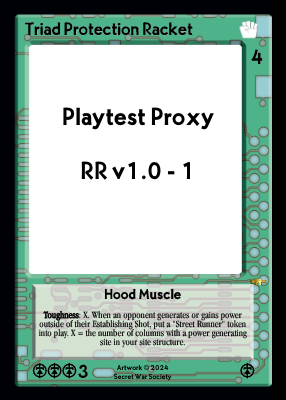 Triad Protection Racket
4
Playtest Proxy
RR v1.0 - 1
Hood Muscle
Toughness: X. When an opponent generates or gains power
outside of their Establishing Shot, put a "Street Runner" token
into play. X = the number of columns with a power generating
site in your site structure.
3
Artwork © 2024
Secret War Society